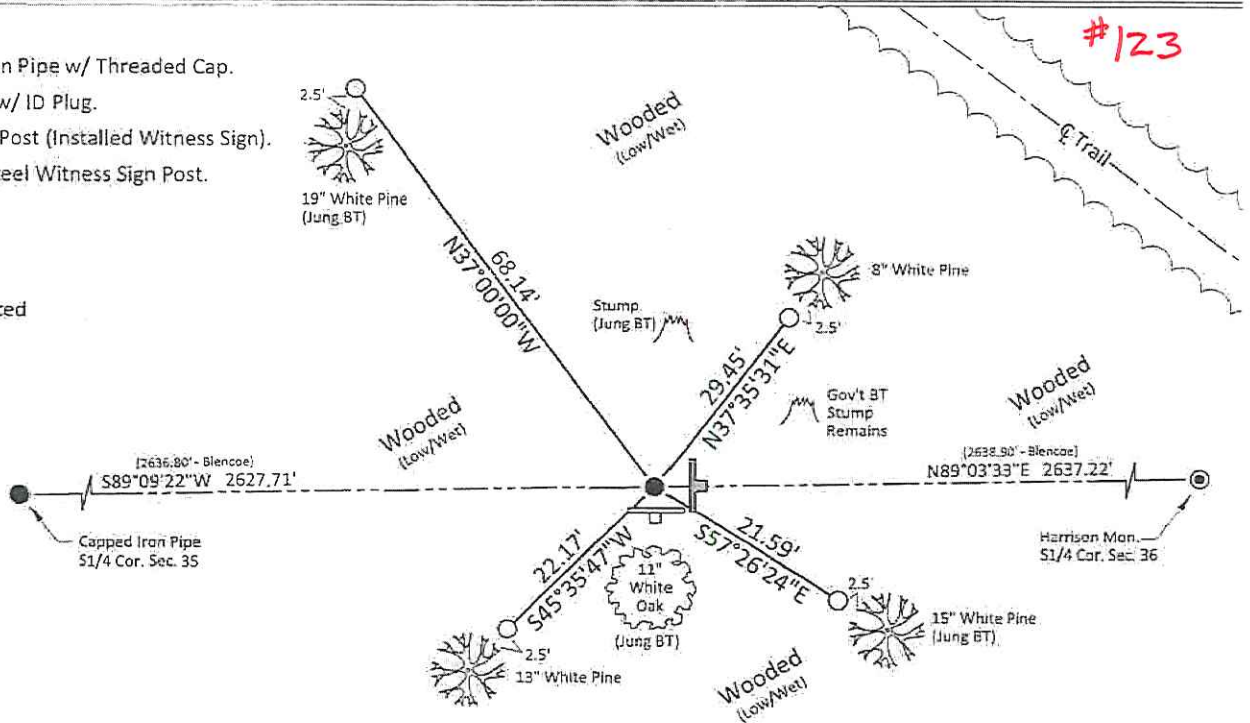 #123
n Pipe w/ Threaded Cap.
w/ ID Plug.
Post (Installed Witness Sign).
eel Witness Sign Post.
ted
2.5'
19" White Pine
(Jung BT)
68.14'
N37°00'00"W
Wooded
(Low/Wet)
℄ Trail
8" White Pine
2.5'
Stump
(Jung BT)
29.45'
N37°35'31"E
Gov't BT
Stump
Remains
Wooded
(Low/Wet)
Wooded
(Low/Wet)
(2636.80' - Blencoe)
S89°09'22"W 2627.71'
(2638.90' - Blencoe)
N89°03'33"E 2637.22'
Capped Iron Pipe
S1/4 Cor. Sec. 35
Harrison Mon.
S1/4 Cor. Sec. 36
22.17'
S45°35'47"W
21.59'
S57°26'24"E
11"
White
Oak
(Jung BT)
2.5'
13" White Pine
2.5'
15" White Pine
(Jung BT)
Wooded
(Low/Wet)